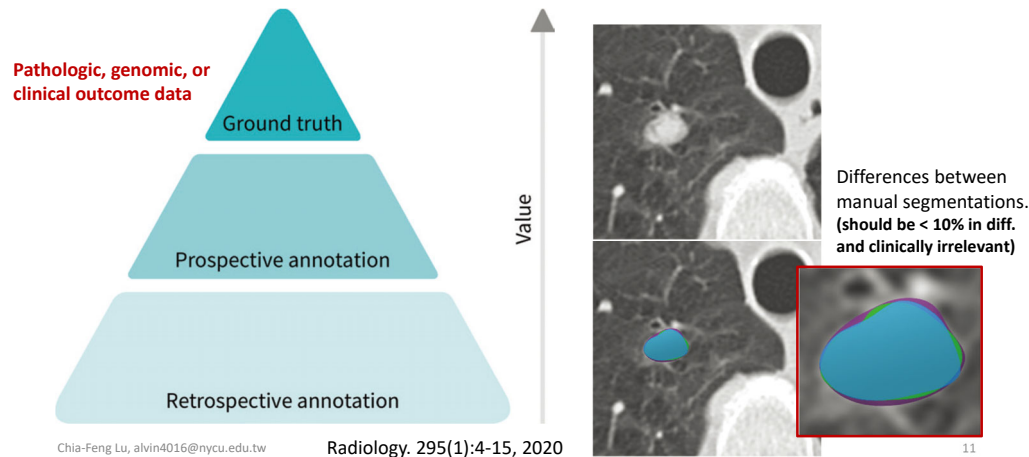 Pathologic, genomic, or
clinical outcome data
Ground truth
Prospective annotation
Retrospective annotation
Value
Differences between
manual segmentations.
(should be < 10% in diff.
and clinically irrelevant)
Chia-Feng Lu, alvin4016@nycu.edu.tw
Radiology. 295(1):4-15, 2020
11